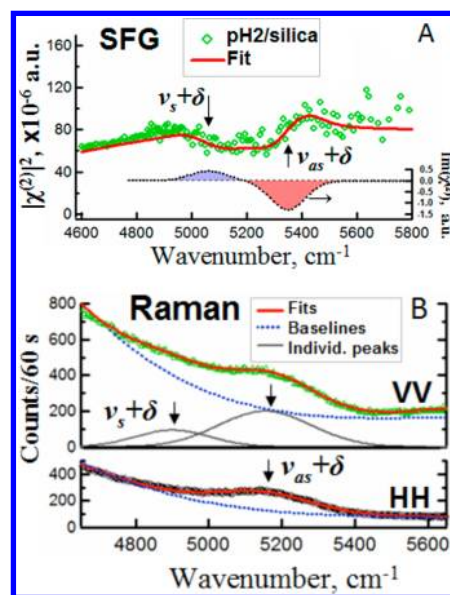 SFG
pH2/silica
Fit
A
160
120
80
40
0
|χ(2)|2, x10-6 a.u.
νs+δ
νas+δ
0.5
0.0
-0.5
-1.0
-1.5
a.u.
4600 4800 5000 5200 5400 5600 5800
Wavenumber, cm-1
Raman
Fits
Baselines
Individ. peaks
B
800
600
400
200
0
VV
νs+δ
400
200
0
νas+δ
HH
Counts/60 s
4800 5000 5200 5400 5600
Wavenumber, cm-1